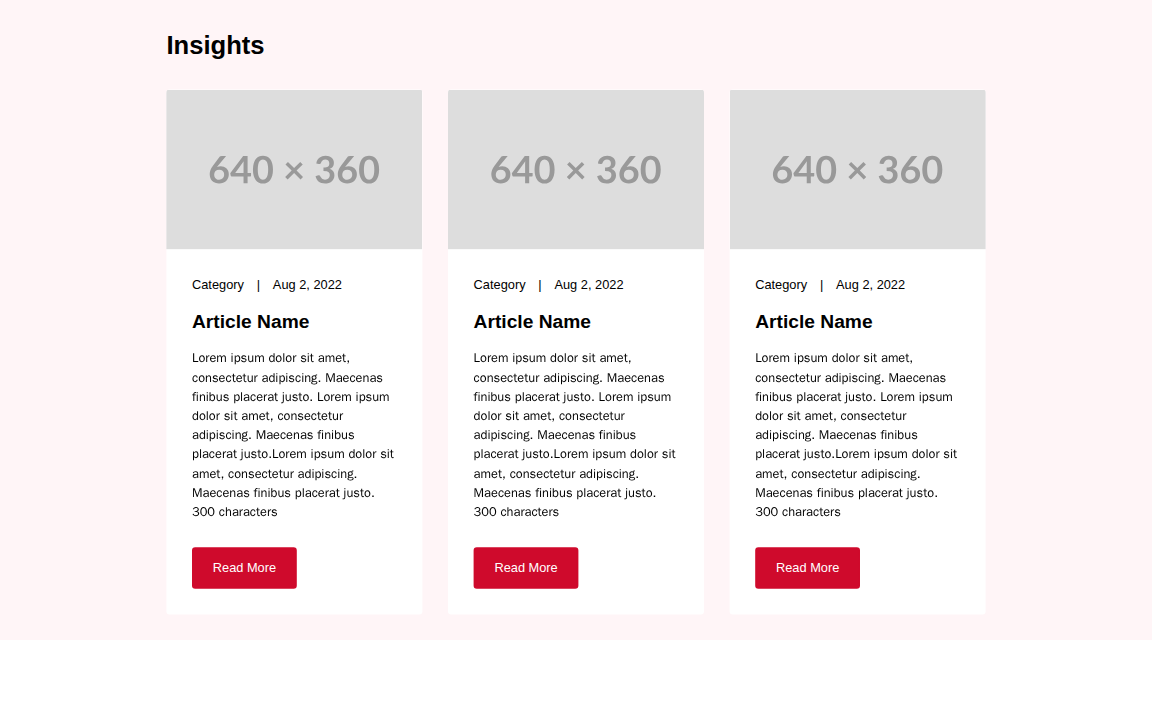 Insights
640 × 360
640 × 360
640 × 360
Category | Aug 2, 2022
Article Name
Lorem ipsum dolor sit amet,
consectetur adipiscing. Maecenas
finibus placerat justo. Lorem ipsum
dolor sit amet, consectetur
adipiscing. Maecenas finibus
placerat justo.Lorem ipsum dolor sit
amet, consectetur adipiscing.
Maecenas finibus placerat justo.
300 characters
Read More
Category | Aug 2, 2022
Article Name
Lorem ipsum dolor sit amet,
consectetur adipiscing. Maecenas
finibus placerat justo. Lorem ipsum
dolor sit amet, consectetur
adipiscing. Maecenas finibus
placerat justo.Lorem ipsum dolor sit
amet, consectetur adipiscing.
Maecenas finibus placerat justo.
300 characters
Read More
Category | Aug 2, 2022
Article Name
Lorem ipsum dolor sit amet,
consectetur adipiscing. Maecenas
finibus placerat justo. Lorem ipsum
dolor sit amet, consectetur
adipiscing. Maecenas finibus
placerat justo.Lorem ipsum dolor sit
amet, consectetur adipiscing.
Maecenas finibus placerat justo.
300 characters
Read More